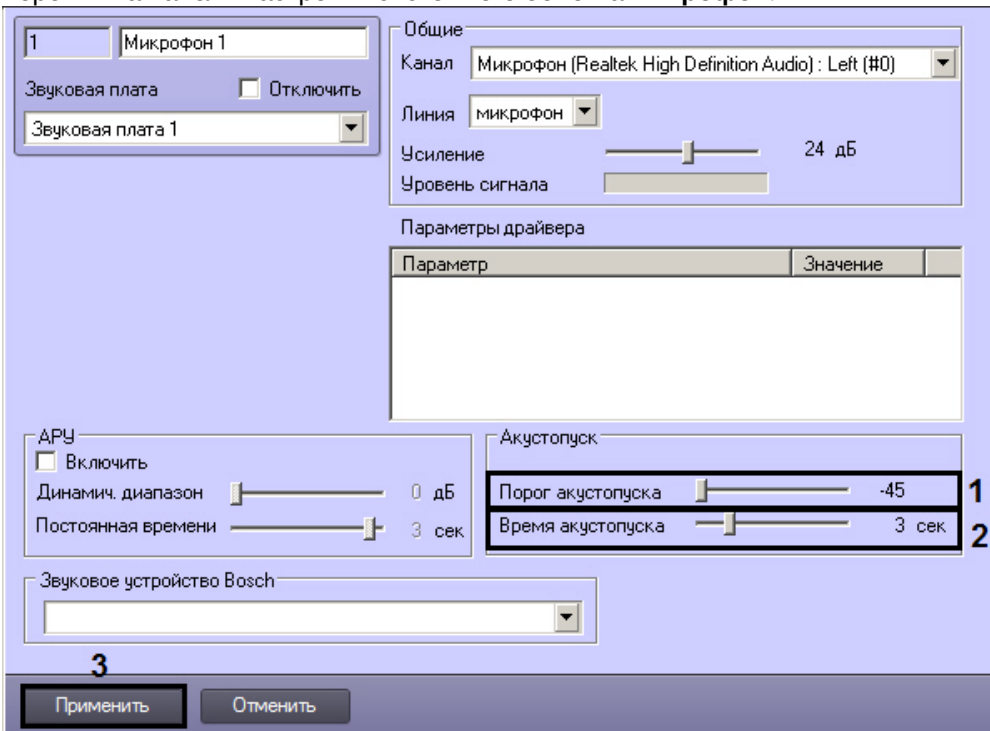 1
Микрофон 1
Звуковая плата
Отключить
Звуковая плата 1
Общие
Канал Микрофон (Realtek High Definition Audio) : Left (#0)
Линия микрофон
Усиление 24 дБ
Уровень сигнала
Параметры драйвера
Параметр Значение
АРУ
Включить
Динамич. диапазон 0 дБ
Постоянная времени 3 сек
Акустопуск
Порог акустопуска -45 1
Время акустопуска 3 сек 2
Звуковое устройство Bosch
3
Применить Отменить